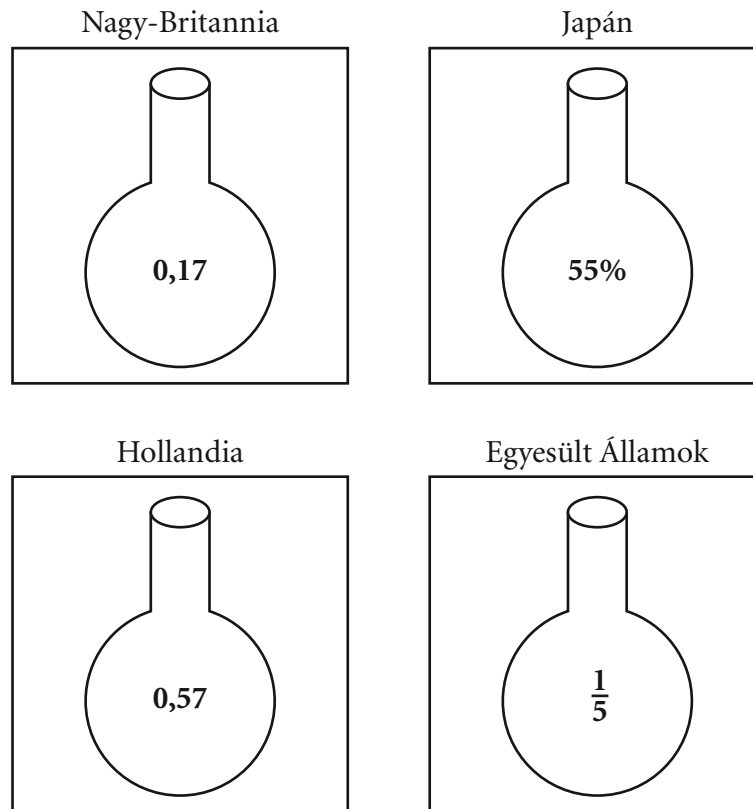 Nagy-Britannia
Japán
0,17
55%
Hollandia
Egyesült Államok
0,57
1
5